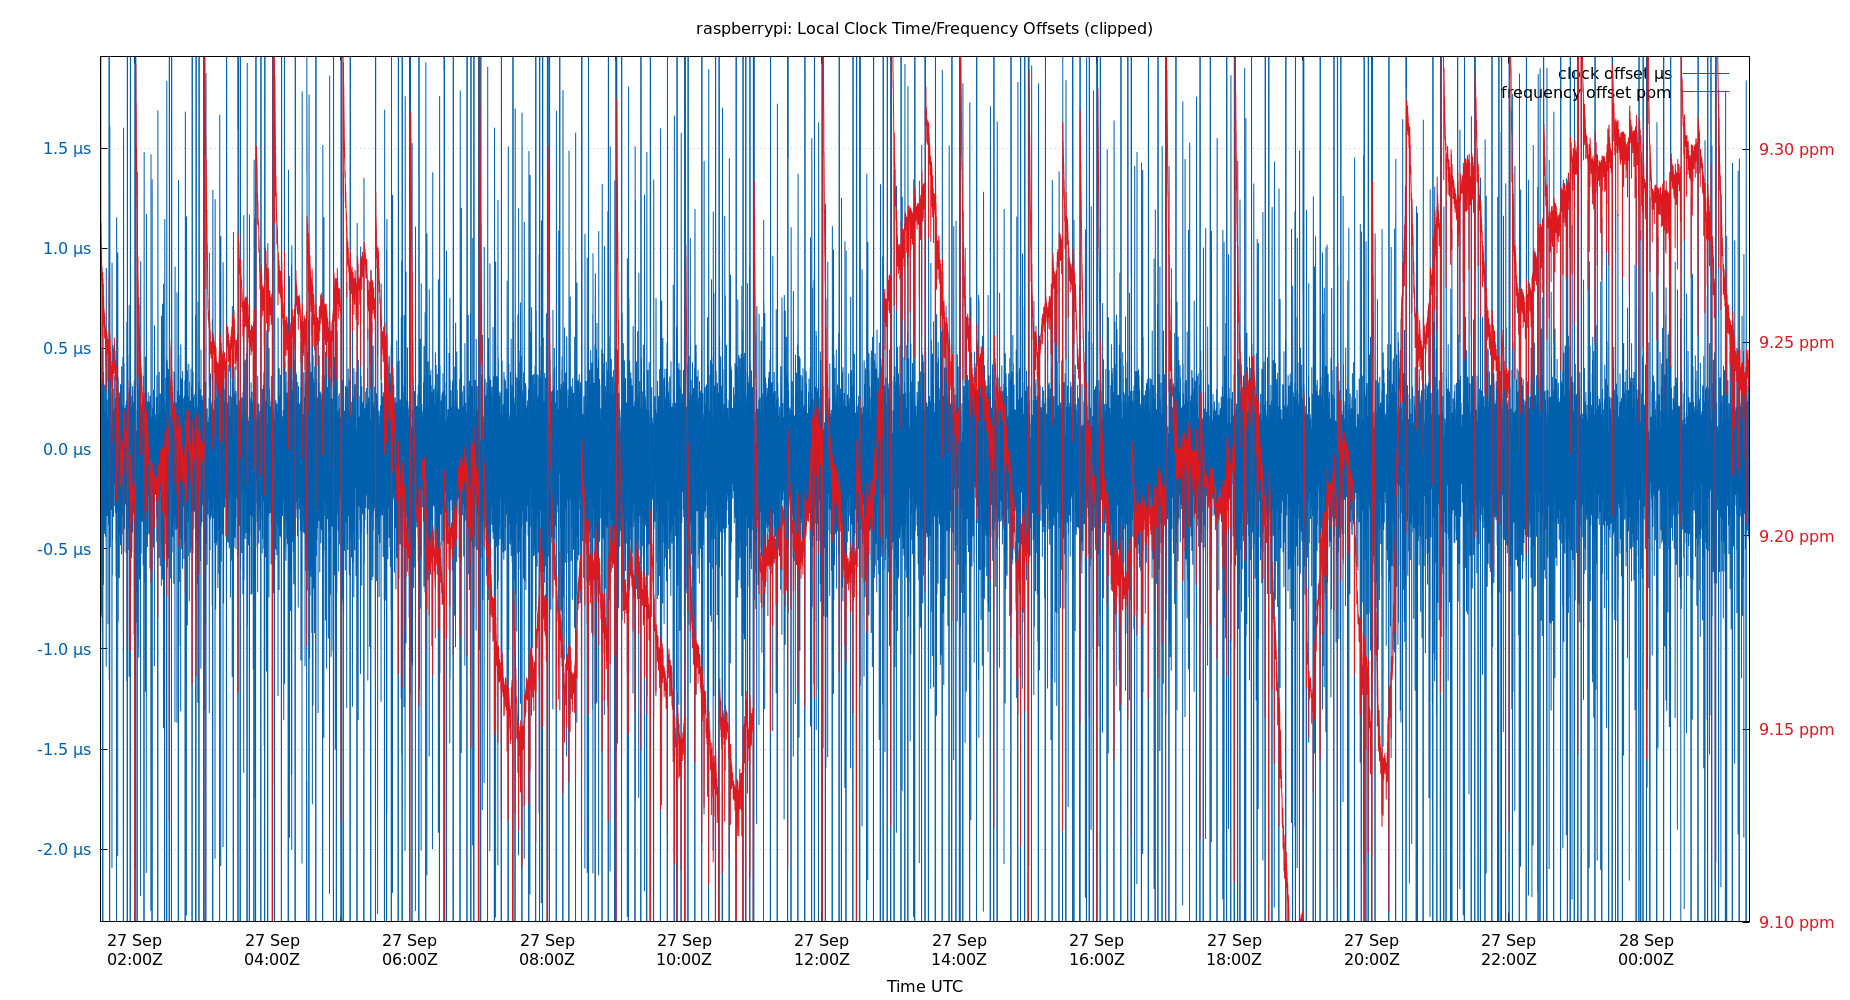 raspberrypi: Local Clock Time/Frequency Offsets (clipped)
clock offset µs
frequency offset ppm
1.5 µs
1.0 µs
0.5 µs
0.0 µs
-0.5 µs
-1.0 µs
-1.5 µs
-2.0 µs
9.30 ppm
9.25 ppm
9.20 ppm
9.15 ppm
9.10 ppm
27 Sep
02:00Z
27 Sep
04:00Z
27 Sep
06:00Z
27 Sep
08:00Z
27 Sep
10:00Z
27 Sep
12:00Z
27 Sep
14:00Z
27 Sep
16:00Z
27 Sep
18:00Z
27 Sep
20:00Z
27 Sep
22:00Z
28 Sep
00:00Z
Time UTC